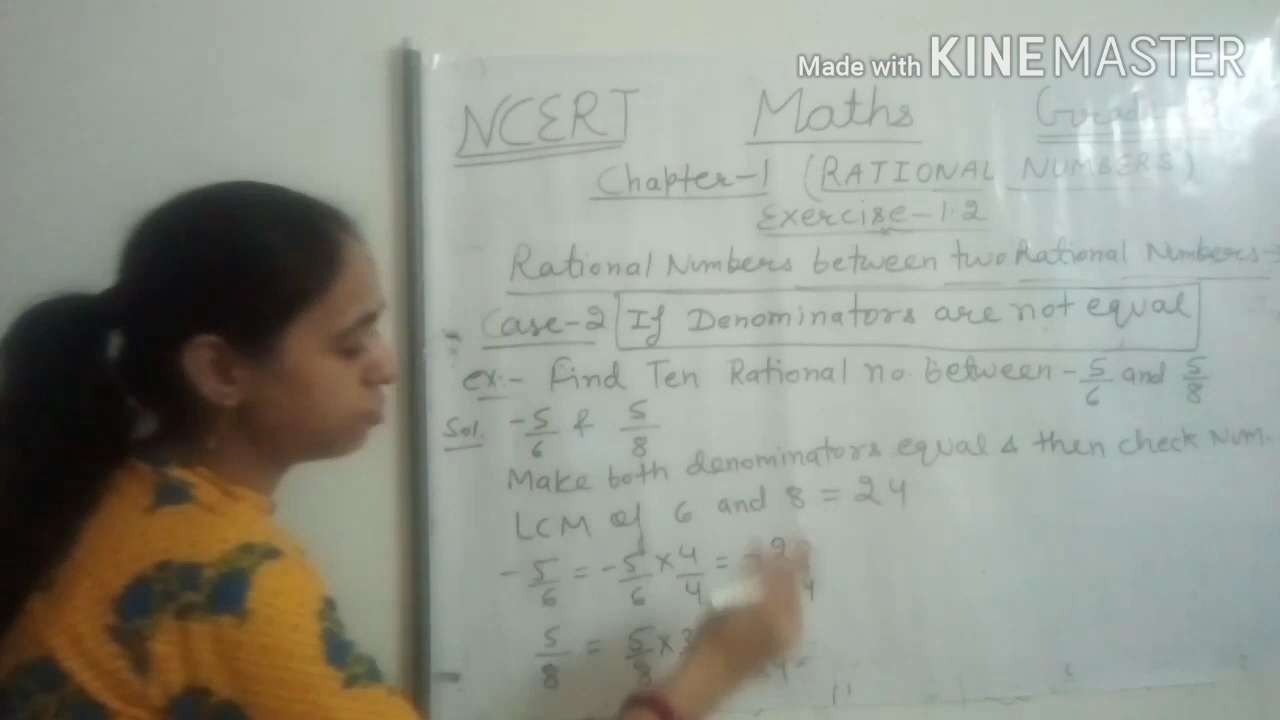 Made with KINEMASTER
NCERT Maths
Chapter-1 (RATIONAL NUMBERS)
Exercise-1.2
Rational Numbers between two Rational Numbers-
Case-2 If Denominators are not equal
ex:- Find Ten Rational no between -5/6 and 5/8
Sol. -5/6 & 5/8
Make both denominators equal & then check Num.
LCM of 6 and 8 = 24
-5/6 = -5/6 × 4/4 =
5/8 = 5/8 ×